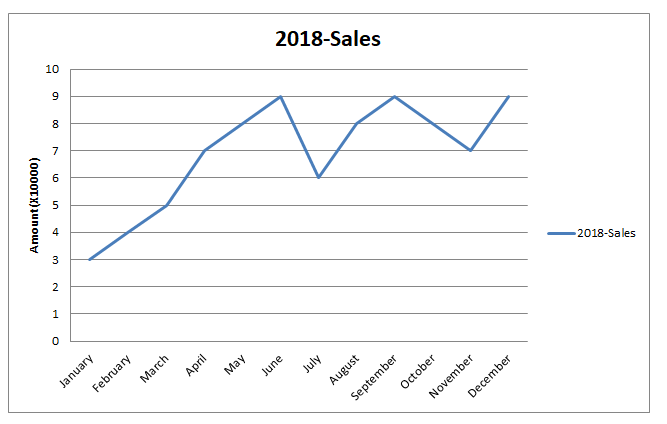 2018-Sales
Amount(X10000)
10
9
8
7
6
5
4
3
2
1
0
January
February
March
April
May
June
July
August
September
October
November
December
2018-Sales